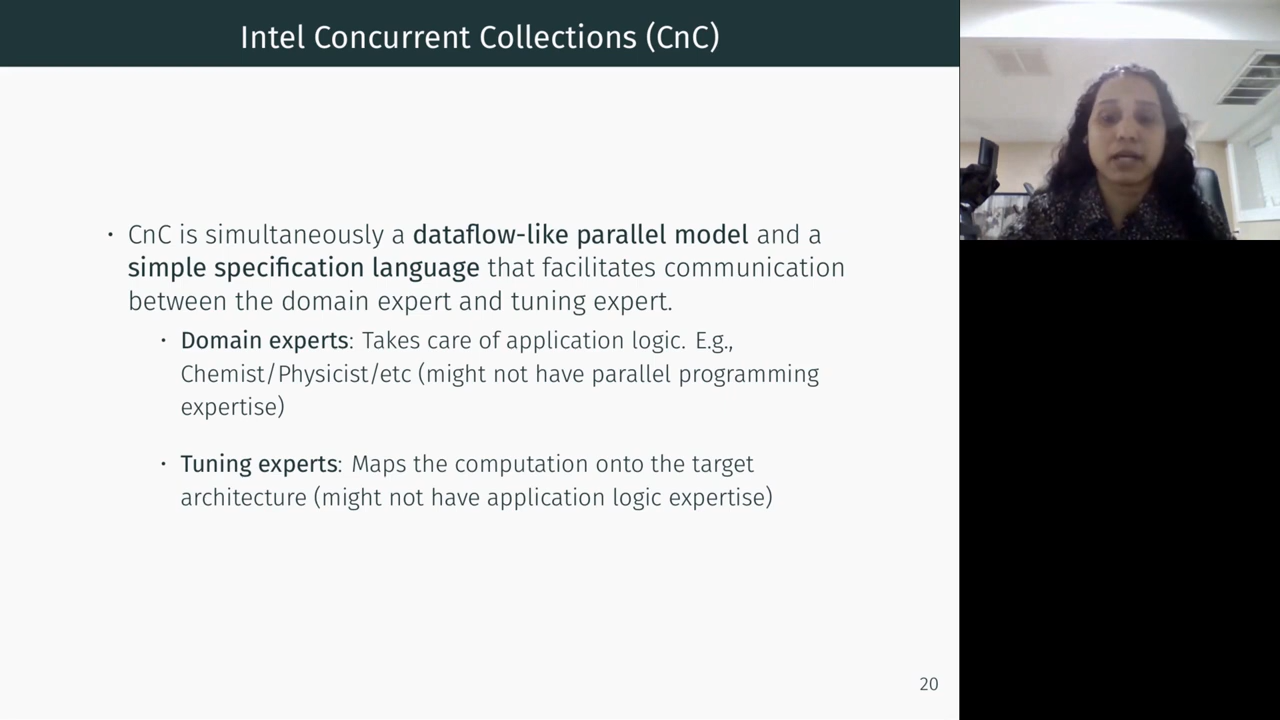 Intel Concurrent Collections (CnC)
• CnC is simultaneously a dataflow-like parallel model and a
simple specification language that facilitates communication
between the domain expert and tuning expert.
• Domain experts: Takes care of application logic. E.g.,
Chemist/Physicist/etc (might not have parallel programming
expertise)
• Tuning experts: Maps the computation onto the target
architecture (might not have application logic expertise)
20